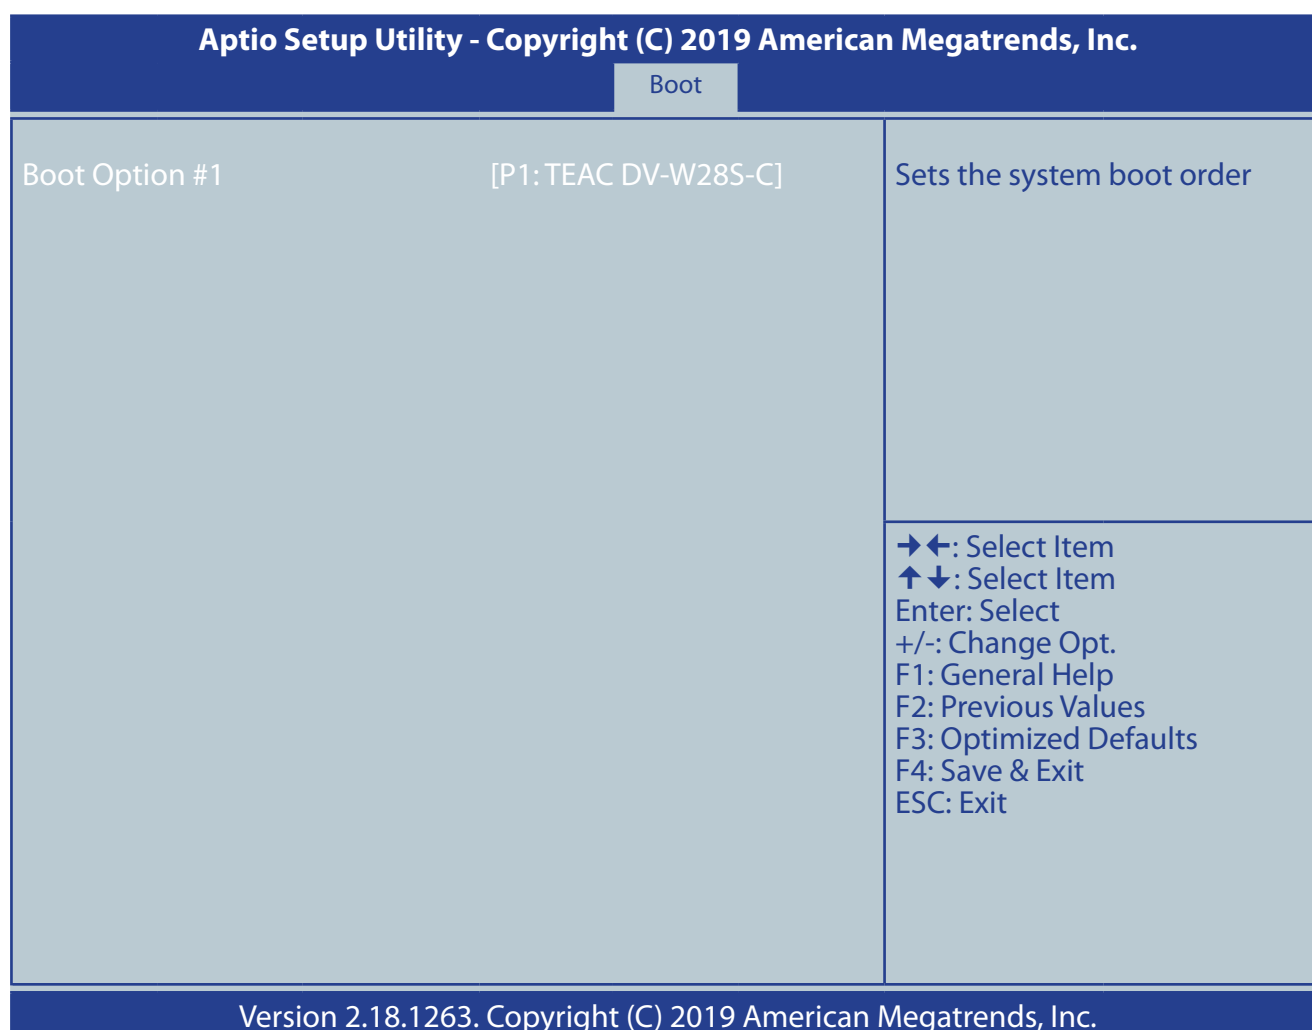 Aptio Setup Utility - Copyright (C) 2019 American Megatrends, Inc.
Boot
Boot Option #1 [P1: TEAC DV-W28S-C]
Sets the system boot order
→←: Select Item
↑↓: Select Item
Enter: Select
+/-: Change Opt.
F1: General Help
F2: Previous Values
F3: Optimized Defaults
F4: Save & Exit
ESC: Exit
Version 2.18.1263. Copyright (C) 2019 American Megatrends, Inc.